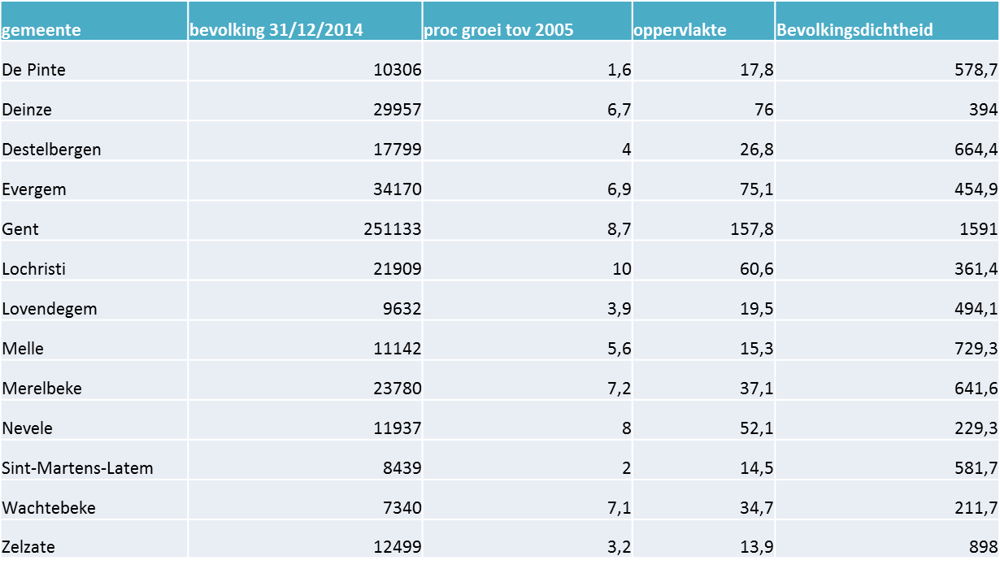 gemeente bevolking 31/12/2014 proc groei tov 2005 oppervlakte Bevolkingsdichtheid
De Pinte 10306 1,6 17,8 578,7
Deinze 29957 6,7 76 394
Destelbergen 17799 4 26,8 664,4
Evergem 34170 6,9 75,1 454,9
Gent 251133 8,7 157,8 1591
Lochristi 21909 10 60,6 361,4
Lovendegem 9632 3,9 19,5 494,1
Melle 11142 5,6 15,3 729,3
Merelbeke 23780 7,2 37,1 641,6
Nevele 11937 8 52,1 229,3
Sint-Martens-Latem 8439 2 14,5 581,7
Wachtebeke 7340 7,1 34,7 211,7
Zelzate 12499 3,2 13,9 898